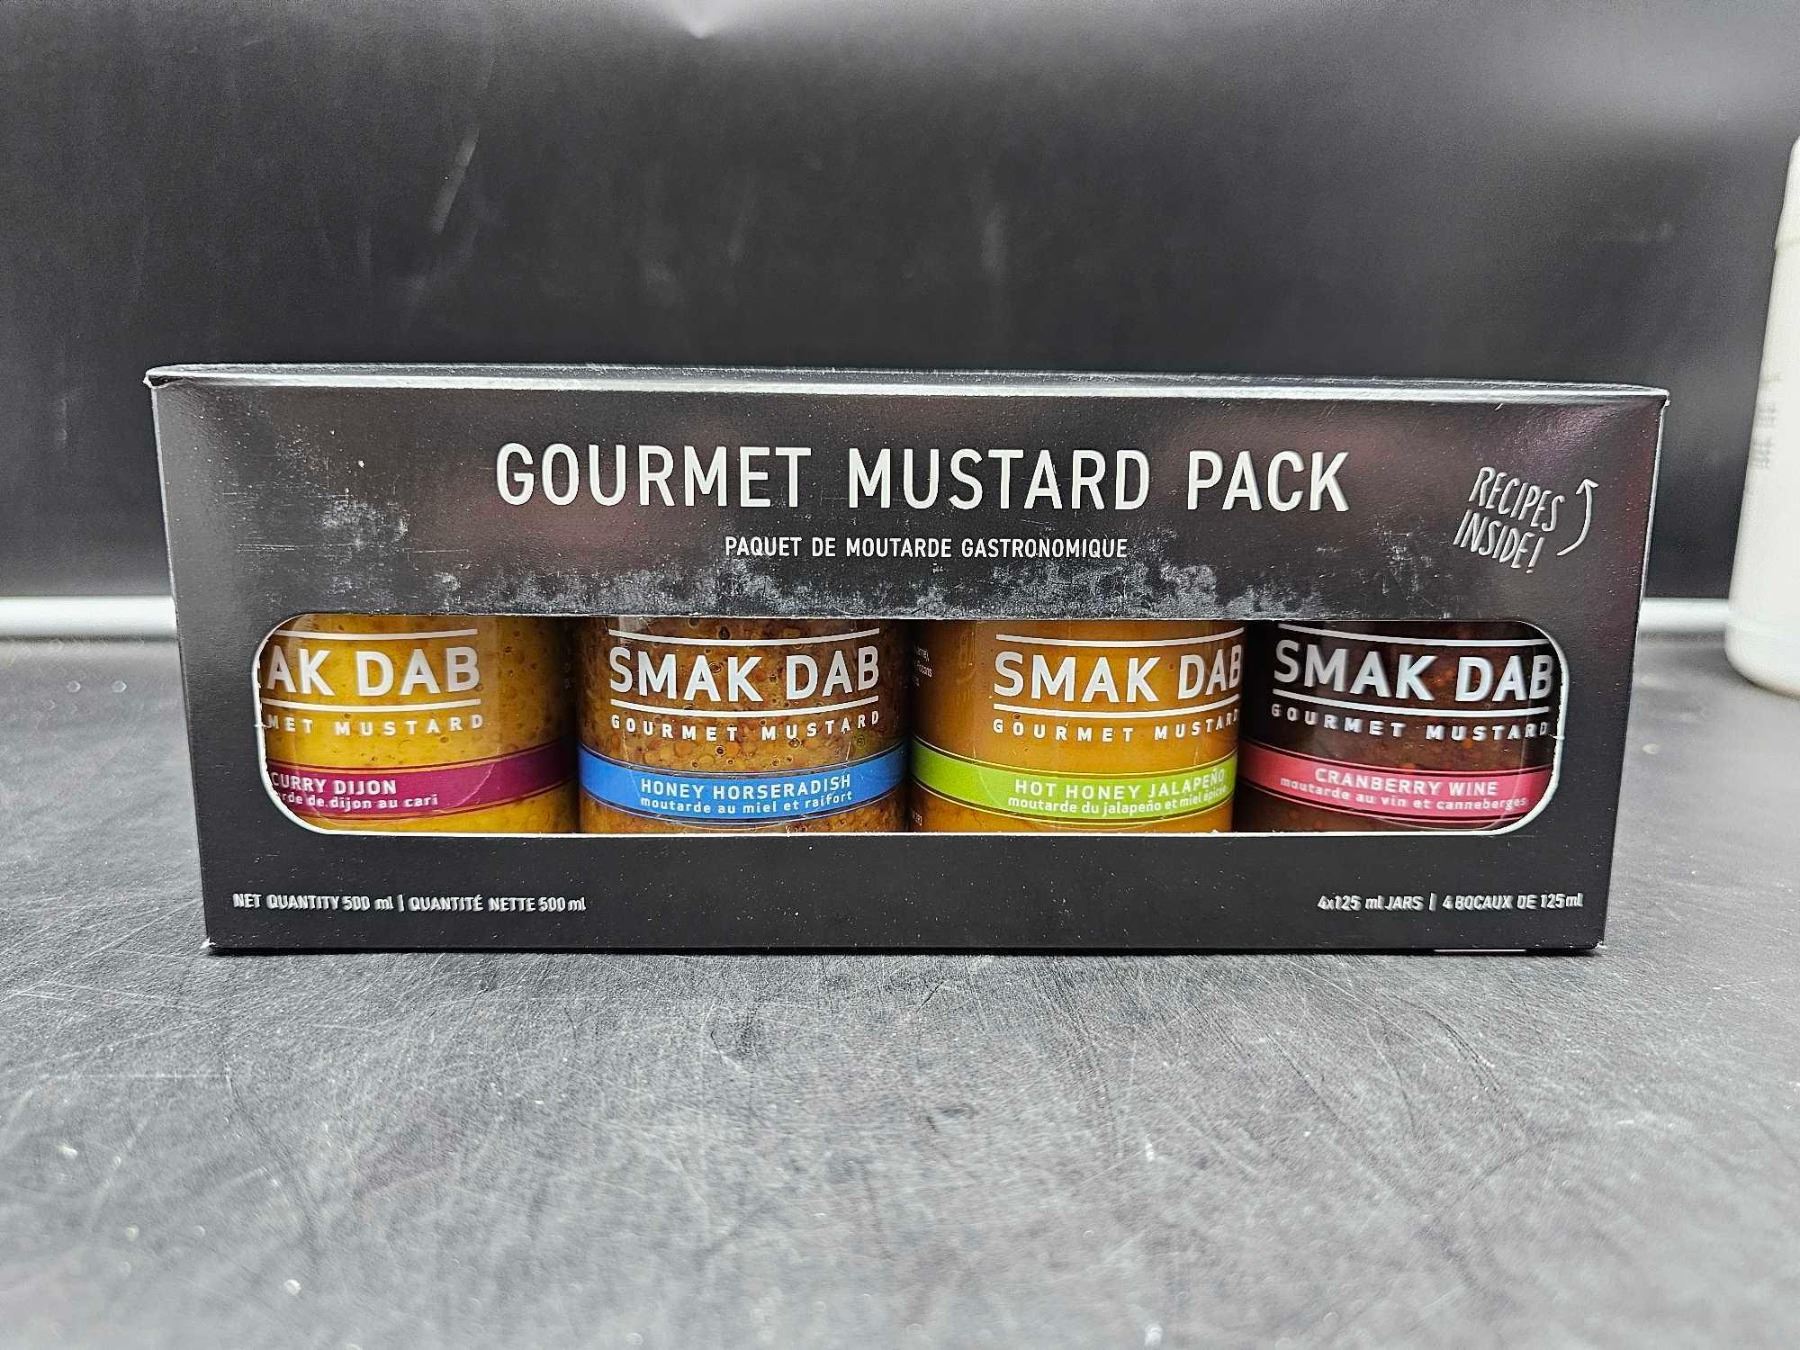 GOURMET MUSTARD PACK
PAQUET DE MOUTARDE GASTRONOMIQUE
RECIPES
INSIDE!
AK DAB
MET MUSTARD
CURRY DIJON
rde de dijon au cari
SMAK DAB
GOURMET MUSTARD
HONEY HORSERADISH
moutarde au miel et raifort
SMAK DAB
GOURMET MUSTARD
HOT HONEY JALAPEÑO
moutarde du jalapeño et miel épicé
SMAK DAB
GOURMET MUSTARD
CRANBERRY WINE
moutarde au vin et canneberges
NET QUANTITY 500 ml | QUANTITÉ NETTE 500 ml
4x125 ml JARS | 4 BOCAUX DE 125 ml